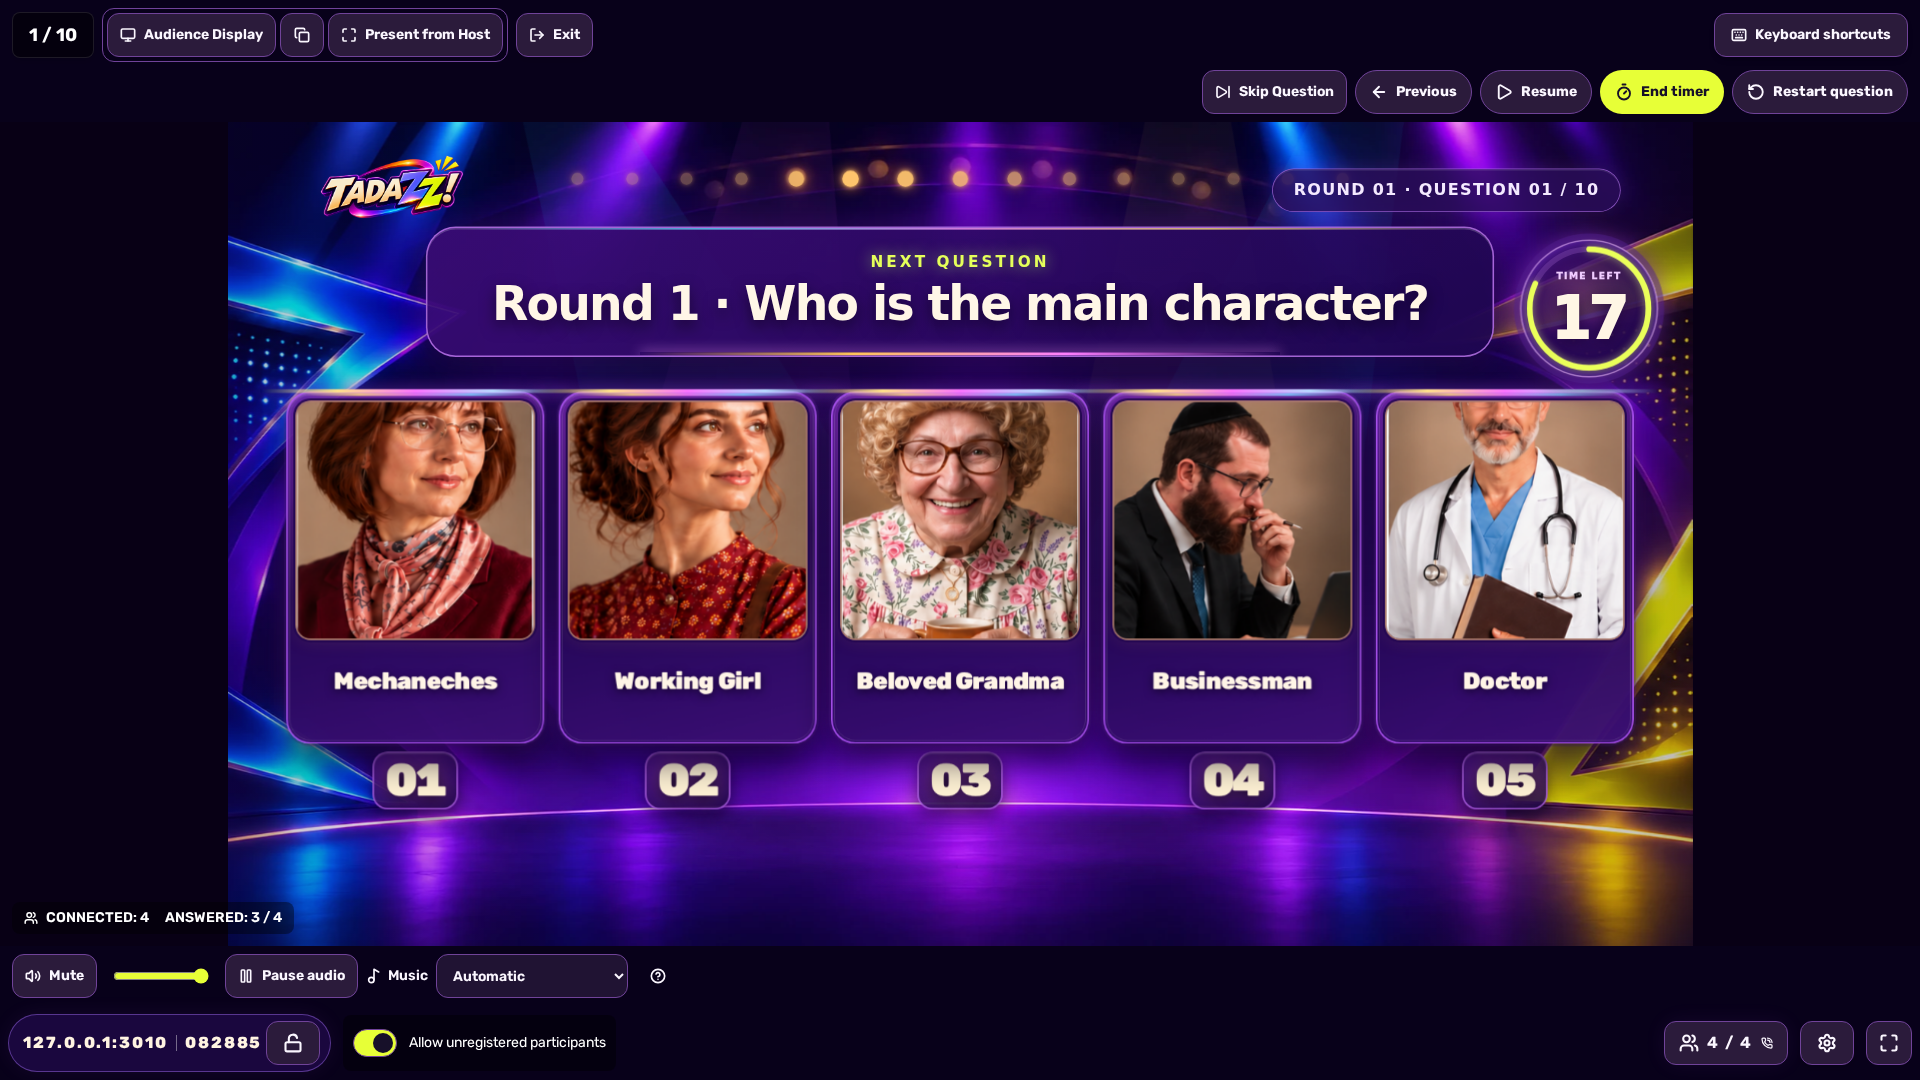 1 / 10
Audience Display
Present from Host
Exit
Keyboard shortcuts
Skip Question
Previous
Resume
End timer
Restart question
TADAZZ!
ROUND 01 · QUESTION 01 / 10
NEXT QUESTION
Round 1 · Who is the main character?
TIME LEFT
17
Mechaneches
Working Girl
Beloved Grandma
Businessman
Doctor
01
02
03
04
05
CONNECTED: 4 ANSWERED: 3 / 4
Mute
Pause audio
Music
Automatic
127.0.0.1:3010 | 082885
Allow unregistered participants
4 / 4